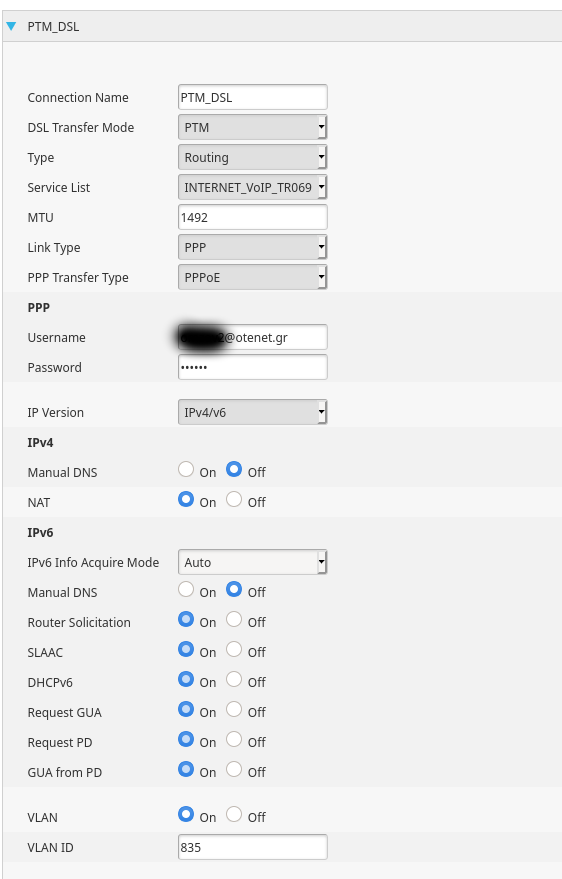 PTM_DSL
Connection Name PTM_DSL
DSL Transfer Mode PTM
Type Routing
Service List INTERNET_VoIP_TR069
MTU 1492
Link Type PPP
PPP Transfer Type PPPoE
PPP
Username @otenet.gr
Password ••••••
IP Version IPv4/v6
IPv4
Manual DNS On Off
NAT On Off
IPv6
IPv6 Info Acquire Mode Auto
Manual DNS On Off
Router Solicitation On Off
SLAAC On Off
DHCPv6 On Off
Request GUA On Off
Request PD On Off
GUA from PD On Off
VLAN On Off
VLAN ID 835